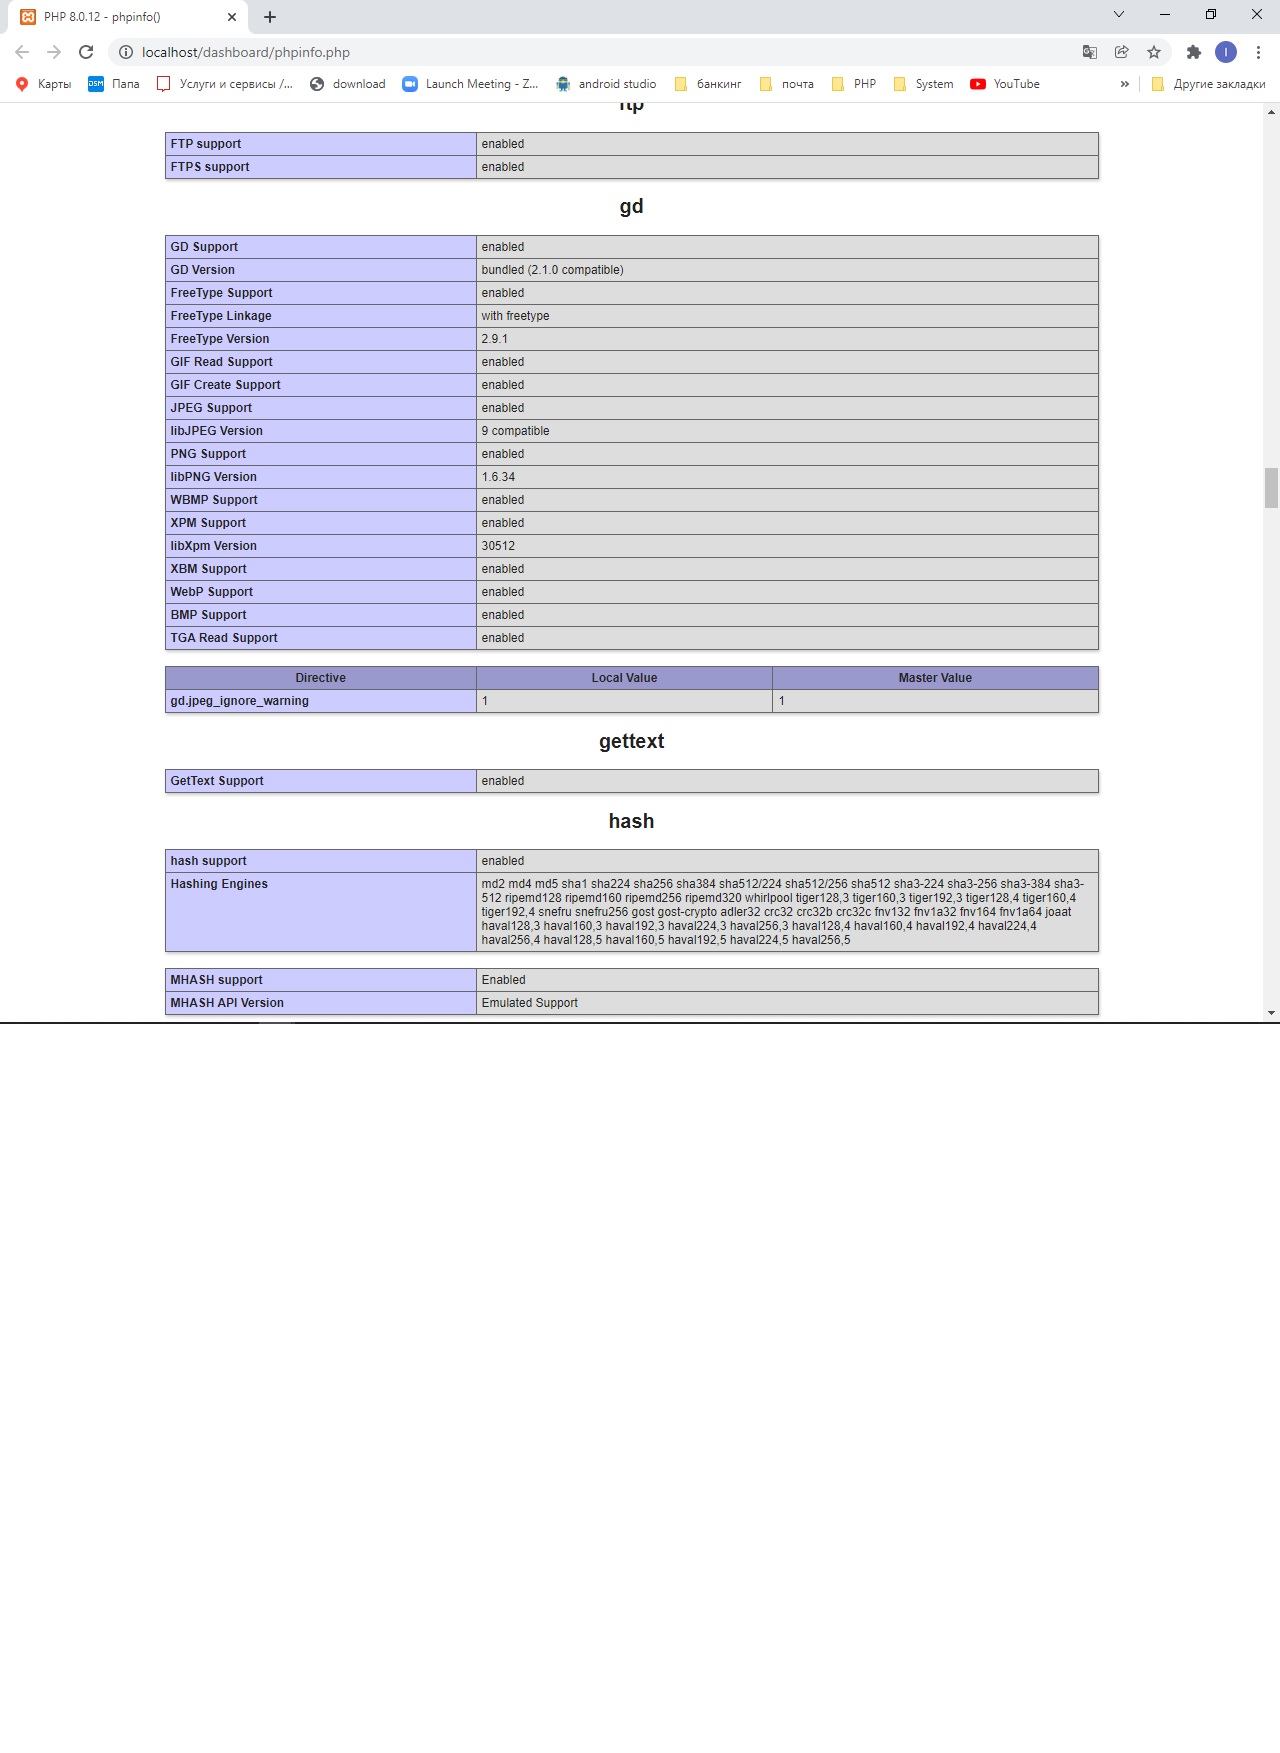 PHP 8.0.12 - phpinfo()
localhost/dashboard/phpinfo.php
Карты DSM Папа Услуги и сервисы /... download Launch Meeting - Z... android studio банкинг почта PHP System YouTube » Другие закладки
ftp
FTP support enabled
FTPS support enabled
gd
GD Support enabled
GD Version bundled (2.1.0 compatible)
FreeType Support enabled
FreeType Linkage with freetype
FreeType Version 2.9.1
GIF Read Support enabled
GIF Create Support enabled
JPEG Support enabled
libJPEG Version 9 compatible
PNG Support enabled
libPNG Version 1.6.34
WBMP Support enabled
XPM Support enabled
libXpm Version 30512
XBM Support enabled
WebP Support enabled
BMP Support enabled
TGA Read Support enabled
Directive Local Value Master Value
gd.jpeg_ignore_warning 1 1
gettext
GetText Support enabled
hash
hash support enabled
Hashing Engines md2 md4 md5 sha1 sha224 sha256 sha384 sha512/224 sha512/256 sha512 sha3-224 sha3-256 sha3-384 sha3-
512 ripemd128 ripemd160 ripemd256 ripemd320 whirlpool tiger128,3 tiger160,3 tiger192,3 tiger128,4 tiger160,4
tiger192,4 snefru snefru256 gost gost-crypto adler32 crc32 crc32b crc32c fnv132 fnv1a32 fnv164 fnv1a64 joaat
haval128,3 haval160,3 haval192,3 haval224,3 haval256,3 haval128,4 haval160,4 haval192,4 haval224,4
haval256,4 haval128,5 haval160,5 haval192,5 haval224,5 haval256,5
MHASH support Enabled
MHASH API Version Emulated Support